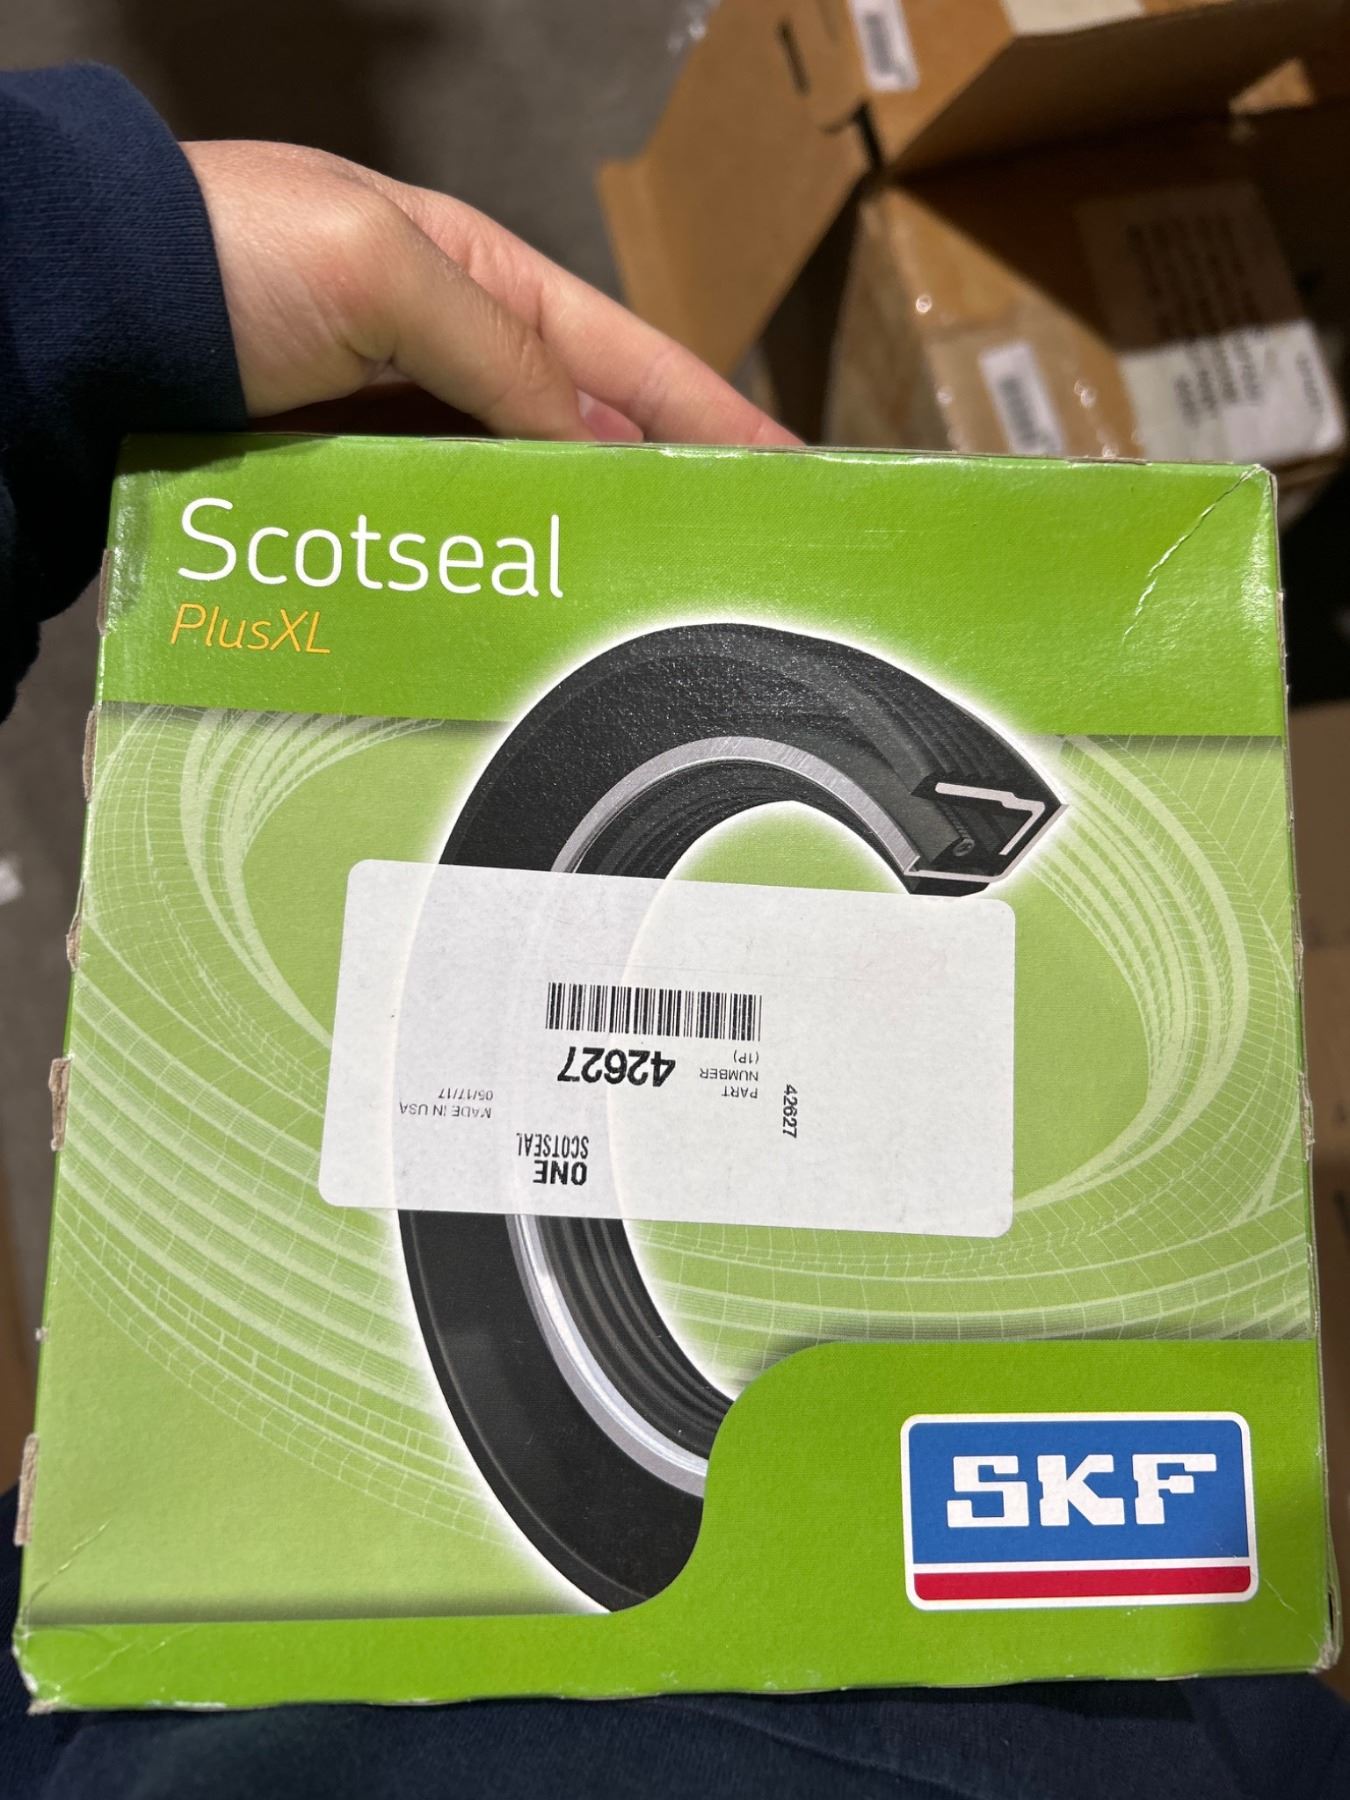 Scotseal
PlusXL
ONE
SCOTSEAL
MADE IN USA
05/17/17
PART
NUMBER
(1P)
42627
42627
SKF